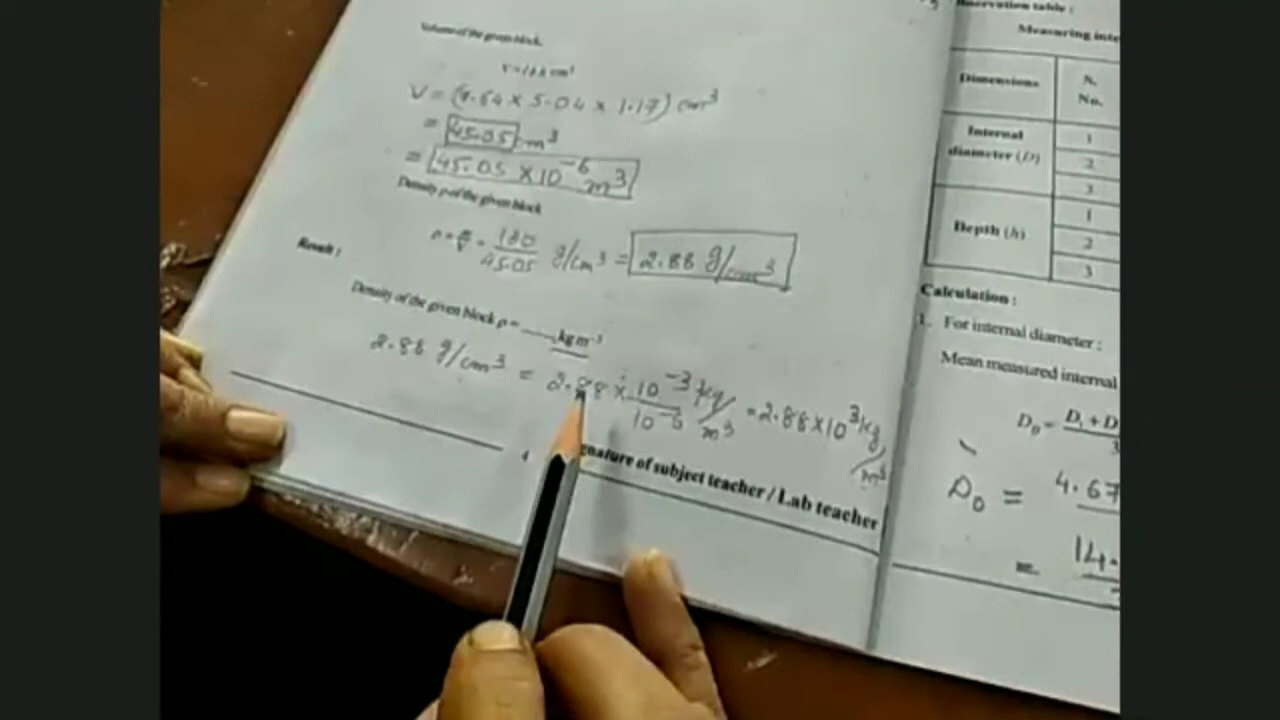 Volume of the given block.
V = l b h cm³
V = (7.64 × 5.04 × 1.17) cm³
= 45.05 cm³
= 45.05 × 10⁻⁶ m³
Density ρ of the given block
= 130/45.05 g/cm³ = 2.88 g/cm³
Result :
Density of the given block ρ = ____ kg m⁻³
2.88 g/cm³ = 2.88 × 10⁻³/10⁻⁶ kg/m³ = 2.88 × 10³ kg/m³
4
of subject teacher / Lab teacher
table :
Measuring
Dimensions
No.
Internal diameter (D)
1
2
3
Depth (h)
1
2
3
Calculation :
1. For internal diameter :
Mean measured internal
D₀ = D₁ + D
D₀ = 4.67
= 14.